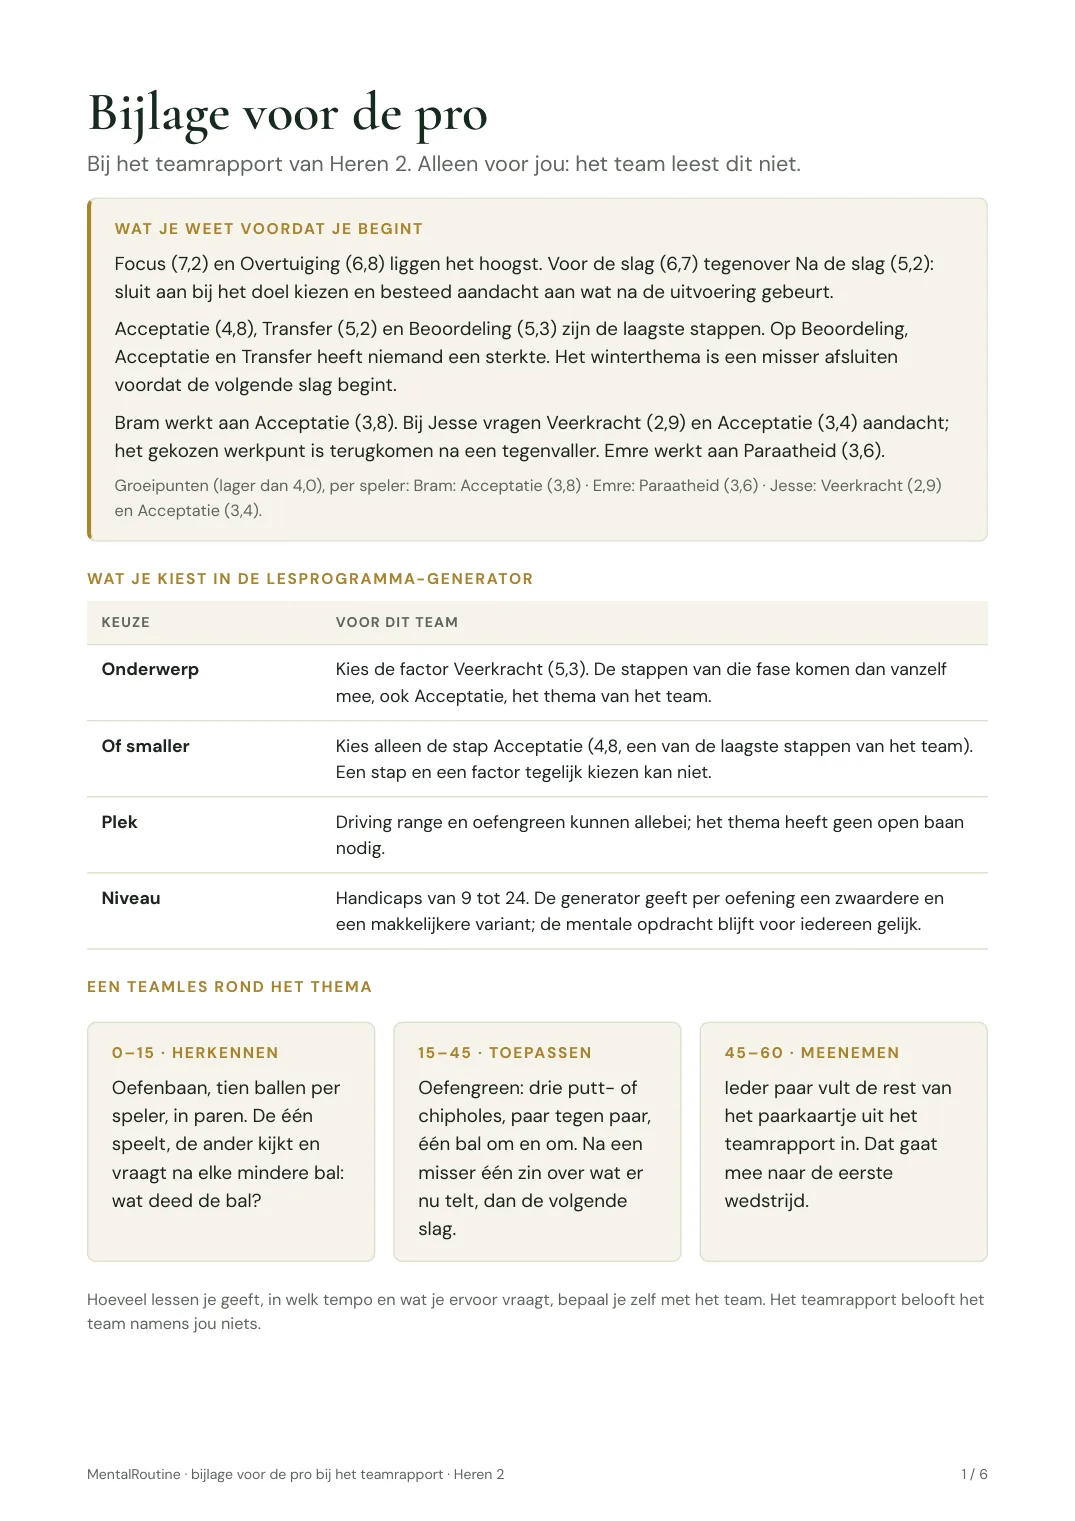 Bijlage voor de pro
Bij het teamrapport van Heren 2. Alleen voor jou: het team leest dit niet.
WAT JE WEET VOORDAT JE BEGINT
Focus (7,2) en Overtuiging (6,8) liggen het hoogst. Voor de slag (6,7) tegenover Na de slag (5,2):
sluit aan bij het doel kiezen en besteed aandacht aan wat na de uitvoering gebeurt.
Acceptatie (4,8), Transfer (5,2) en Beoordeling (5,3) zijn de laagste stappen. Op Beoordeling,
Acceptatie en Transfer heeft niemand een sterkte. Het winterthema is een misser afsluiten
voordat de volgende slag begint.
Bram werkt aan Acceptatie (3,8). Bij Jesse vragen Veerkracht (2,9) en Acceptatie (3,4) aandacht;
het gekozen werkpunt is terugkomen na een tegenvaller. Emre werkt aan Paraatheid (3,6).
Groeipunten (lager dan 4,0), per speler: Bram: Acceptatie (3,8) · Emre: Paraatheid (3,6) · Jesse: Veerkracht (2,9)
en Acceptatie (3,4).
WAT JE KIEST IN DE LESPROGRAMMA-GENERATOR
KEUZE VOOR DIT TEAM
Onderwerp Kies de factor Veerkracht (5,3). De stappen van die fase komen dan vanzelf
mee, ook Acceptatie, het thema van het team.
Of smaller Kies alleen de stap Acceptatie (4,8, een van de laagste stappen van het team).
Een stap en een factor tegelijk kiezen kan niet.
Plek Driving range en oefengreen kunnen allebei; het thema heeft geen open baan
nodig.
Niveau Handicaps van 9 tot 24. De generator geeft per oefening een zwaardere en
een makkelijkere variant; de mentale opdracht blijft voor iedereen gelijk.
EEN TEAMLES ROND HET THEMA
0–15 · HERKENNEN
Oefenbaan, tien ballen per
speler, in paren. De één
speelt, de ander kijkt en
vraagt na elke mindere bal:
wat deed de bal?
15–45 · TOEPASSEN
Oefengreen: drie putt- of
chipholes, paar tegen paar,
één bal om en om. Na een
misser één zin over wat er
nu telt, dan de volgende
slag.
45–60 · MEENEMEN
Ieder paar vult de rest van
het paarkaartje uit het
teamrapport in. Dat gaat
mee naar de eerste
wedstrijd.
Hoeveel lessen je geeft, in welk tempo en wat je ervoor vraagt, bepaal je zelf met het team. Het teamrapport belooft het
team namens jou niets.
MentalRoutine · bijlage voor de pro bij het teamrapport · Heren 2 1 / 6